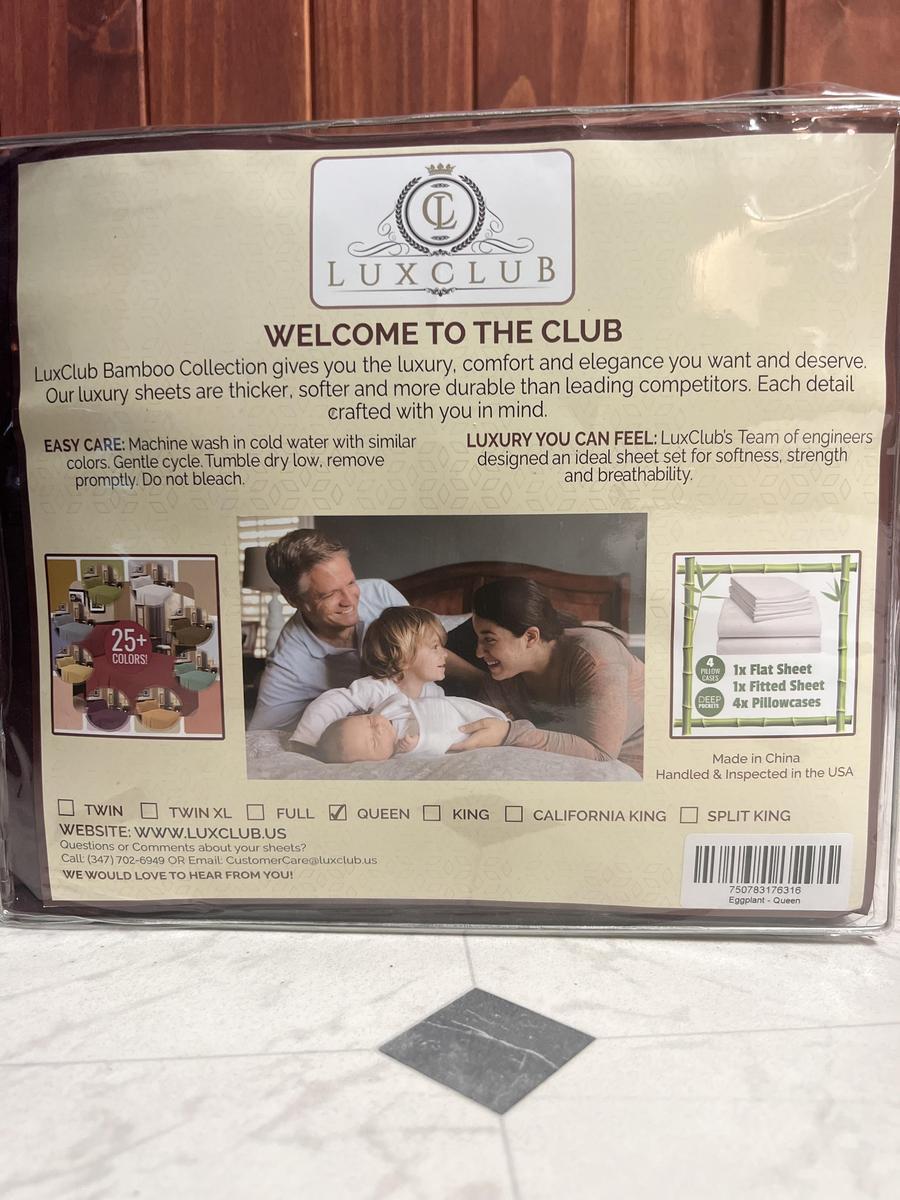 CL
LUXCLUB
WELCOME TO THE CLUB
LuxClub Bamboo Collection gives you the luxury, comfort and elegance you want and deserve.
Our luxury sheets are thicker, softer and more durable than leading competitors. Each detail
crafted with you in mind.
EASY CARE: Machine wash in cold water with similar
colors. Gentle cycle. Tumble dry low, remove
promptly. Do not bleach.
LUXURY YOU CAN FEEL: LuxClub's Team of engineers
designed an ideal sheet set for softness, strength
and breathability.
25+
COLORS!
4
PILLOW
CASES
DEEP
POCKETS
1x Flat Sheet
1x Fitted Sheet
4x Pillowcases
Made in China
Handled & Inspected in the USA
TWIN TWIN XL FULL QUEEN KING CALIFORNIA KING SPLIT KING
WEBSITE: WWW.LUXCLUB.US
Questions or Comments about your sheets?
Call: (347) 702-6949 OR Email: CustomerCare@luxclub.us
WE WOULD LOVE TO HEAR FROM YOU!
750783176316
Eggplant - Queen